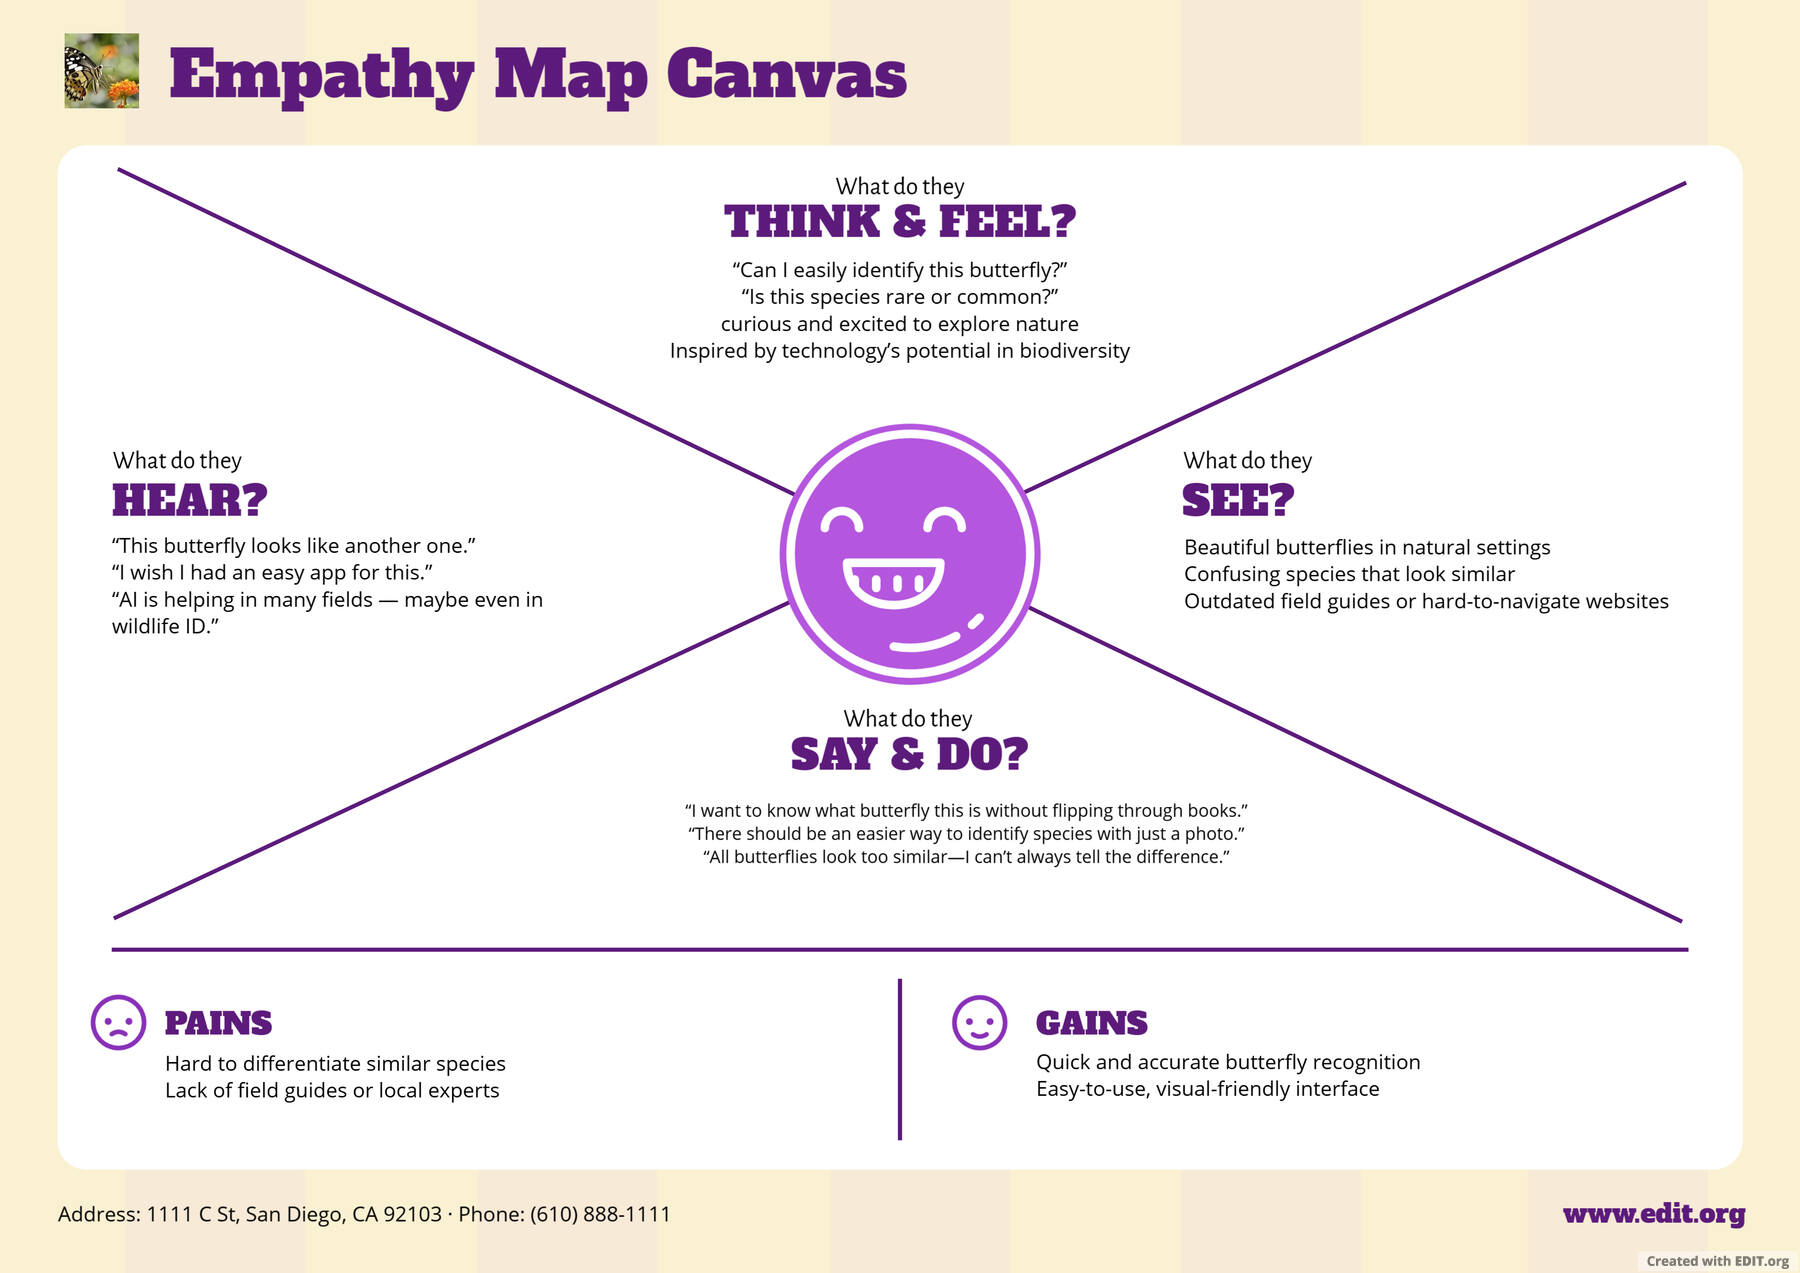 Empathy Map Canvas
What do they
THINK & FEEL?
“Can I easily identify this butterfly?”
“Is this species rare or common?”
curious and excited to explore nature
Inspired by technology’s potential in biodiversity
What do they
HEAR?
“This butterfly looks like another one.”
“I wish I had an easy app for this.”
“AI is helping in many fields — maybe even in
wildlife ID.”
What do they
SEE?
Beautiful butterflies in natural settings
Confusing species that look similar
Outdated field guides or hard-to-navigate websites
What do they
SAY & DO?
“I want to know what butterfly this is without flipping through books.”
“There should be an easier way to identify species with just a photo.”
“All butterflies look too similar—I can’t always tell the difference.”
PAINS
Hard to differentiate similar species
Lack of field guides or local experts
GAINS
Quick and accurate butterfly recognition
Easy-to-use, visual-friendly interface
Address: 1111 C St, San Diego, CA 92103 · Phone: (610) 888-1111
www.edit.org
Created with EDIT.org